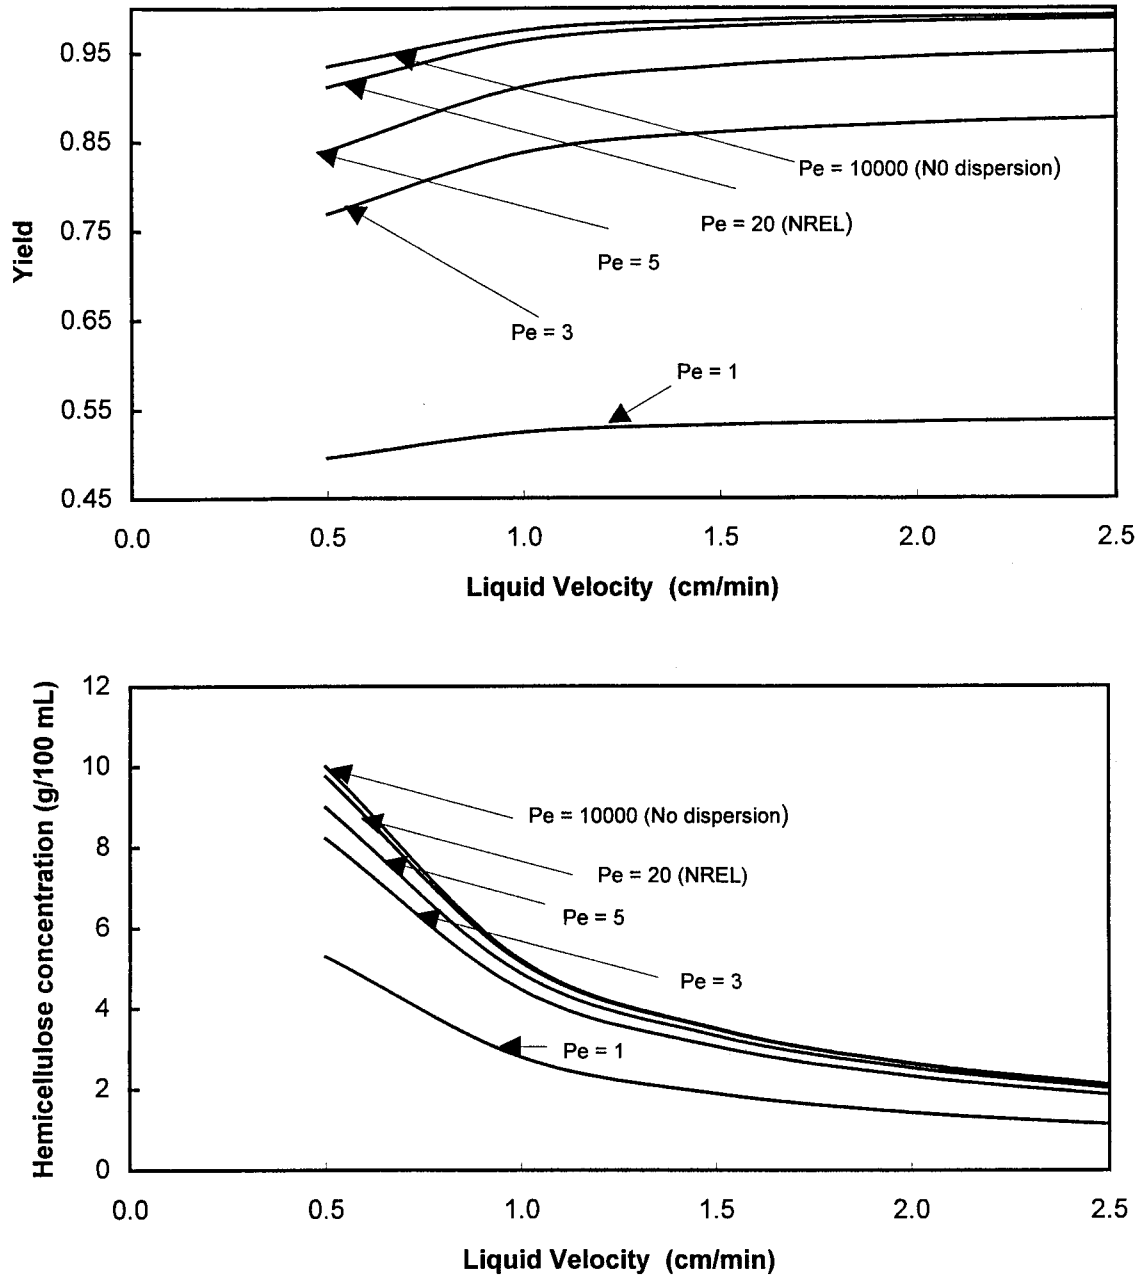 0.95
0.85
0.75
0.65
0.55
0.45
Yield
Pe = 10000 (N0 dispersion)
Pe = 20 (NREL)
Pe = 5
Pe = 3
Pe = 1
0.0 0.5 1.0 1.5 2.0 2.5
Liquid Velocity (cm/min)
12
10
8
6
4
2
0
Hemicellulose concentration (g/100 mL)
Pe = 10000 (No dispersion)
Pe = 20 (NREL)
Pe = 5
Pe = 3
Pe = 1
0.0 0.5 1.0 1.5 2.0 2.5
Liquid Velocity (cm/min)